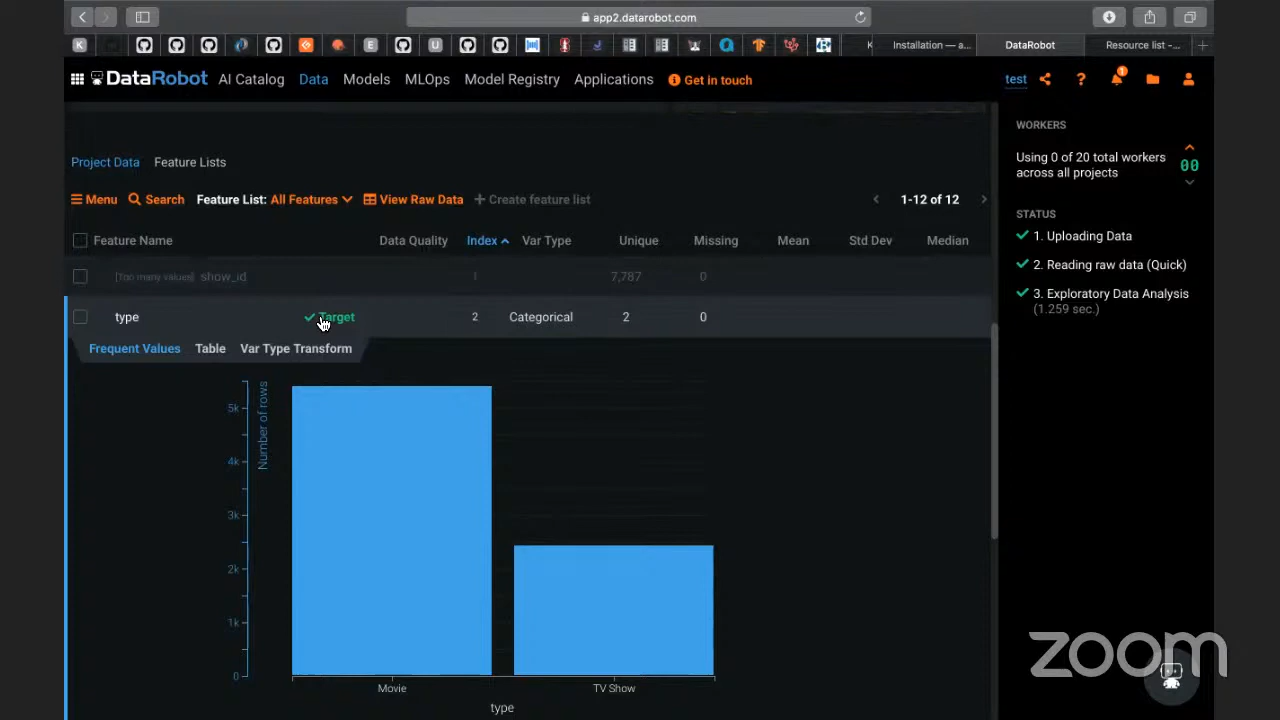 app2.datarobot.com
K E U Installation — a... DataRobot Resource list -...
DataRobot AI Catalog Data Models MLOps Model Registry Applications Get in touch test 1
WORKERS
Using 0 of 20 total workers
across all projects
00
STATUS
1. Uploading Data
2. Reading raw data (Quick)
3. Exploratory Data Analysis
(1.259 sec.)
Project Data Feature Lists
Menu Search Feature List: All Features View Raw Data + Create feature list 1-12 of 12
Feature Name Data Quality Index Var Type Unique Missing Mean Std Dev Median
[Too many values] show_id 1 7,787 0
type Target 2 Categorical 2 0
Frequent Values Table Var Type Transform
Number of rows
5k
4k
3k
2k
1k
0
Movie TV Show
type
zoom